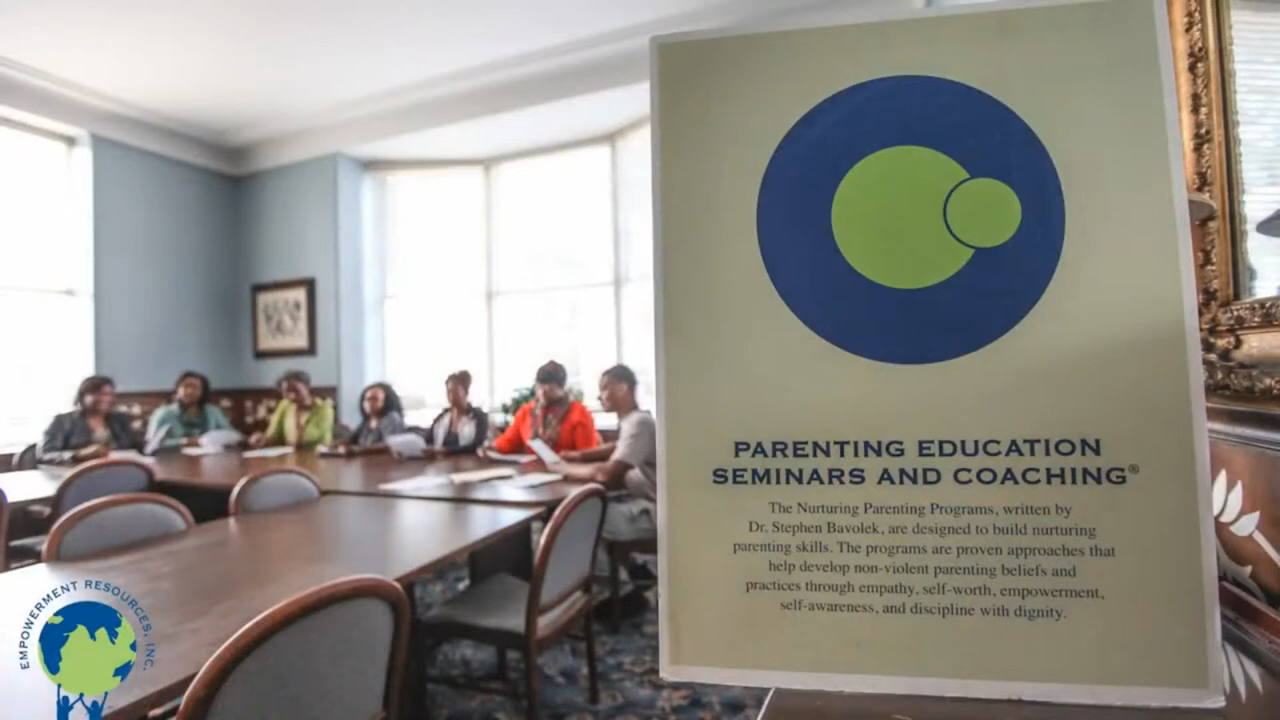 PARENTING EDUCATION
SEMINARS AND COACHING®
The Nurturing Parenting Programs, written by
Dr. Stephen Bavolek, are designed to build nurturing
parenting skills. The programs are proven approaches that
help develop non-violent parenting beliefs and
practices through empathy, self-worth, empowerment,
self-awareness, and discipline with dignity.
EMPOWERMENT RESOURCES, INC.